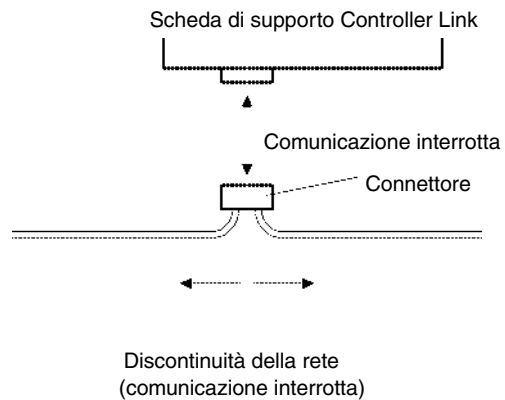 Scheda di supporto Controller Link
Comunicazione interrotta
Connettore
Discontinuità della rete
(comunicazione interrotta)